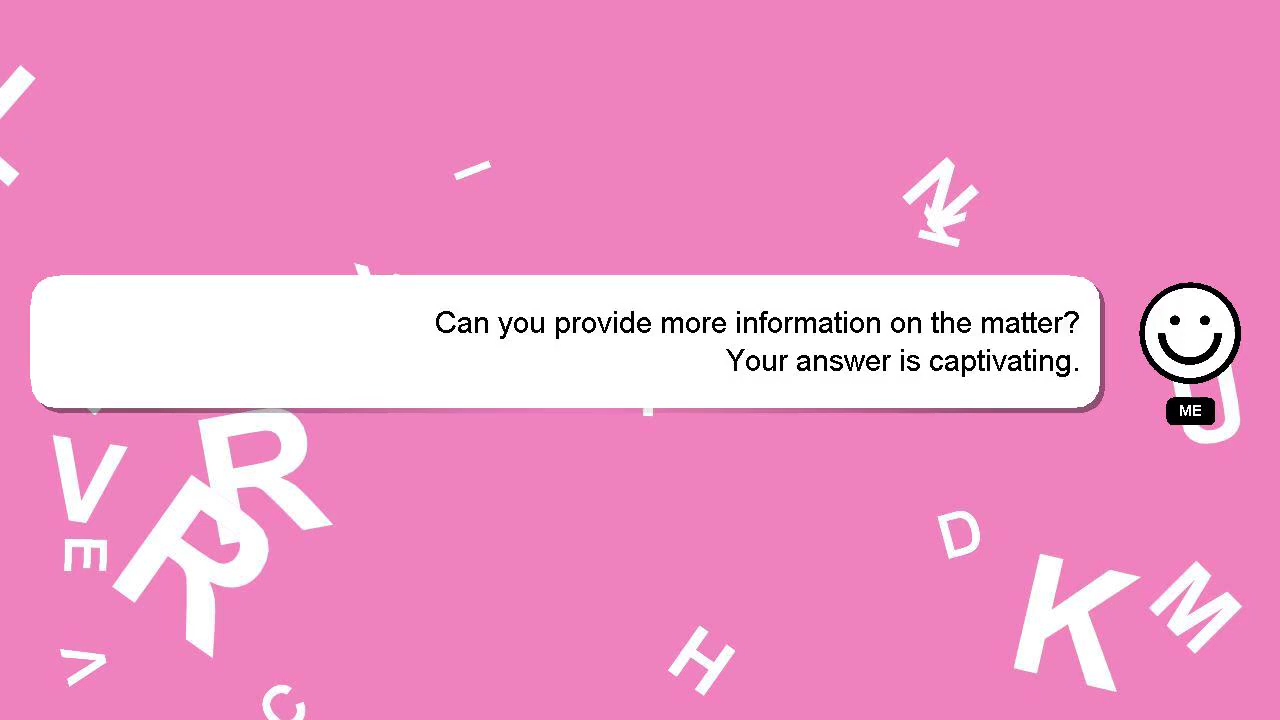 Can you provide more information on the matter?
Your answer is captivating.
ME
I
N
K
V
R
E
R
V
C
H
D
K
M
U